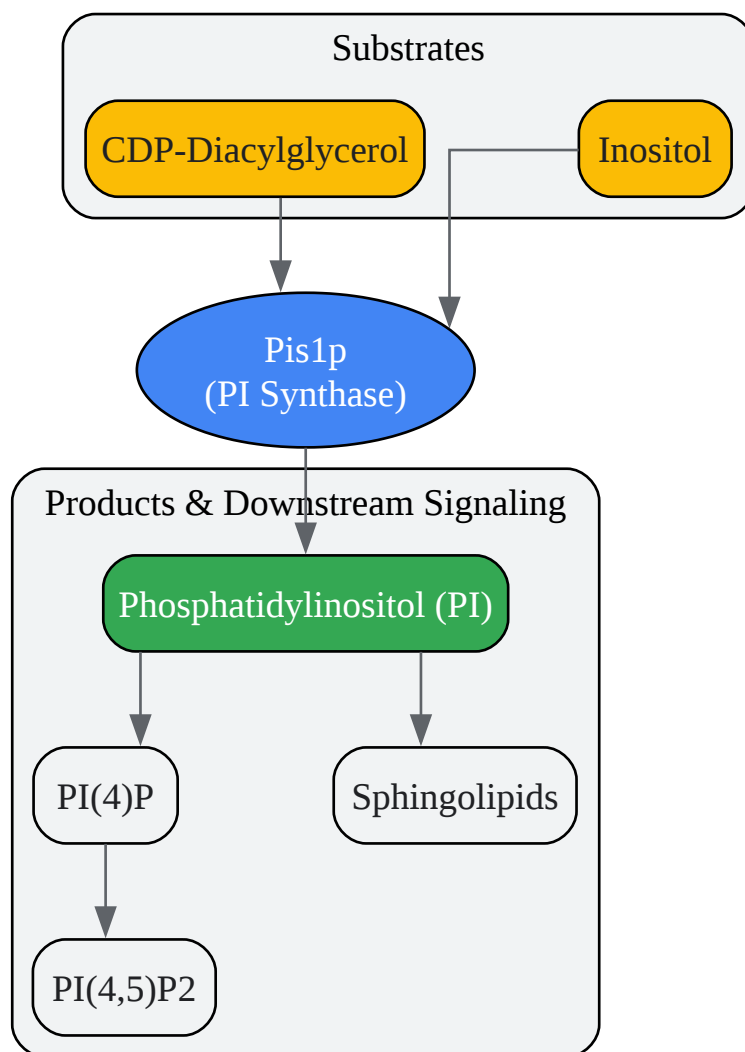 Substrates
CDP-Diacylglycerol
Inositol
Pis1p
(PI Synthase)
Products & Downstream Signaling
Phosphatidylinositol (PI)
PI(4)P
Sphingolipids
PI(4,5)P2